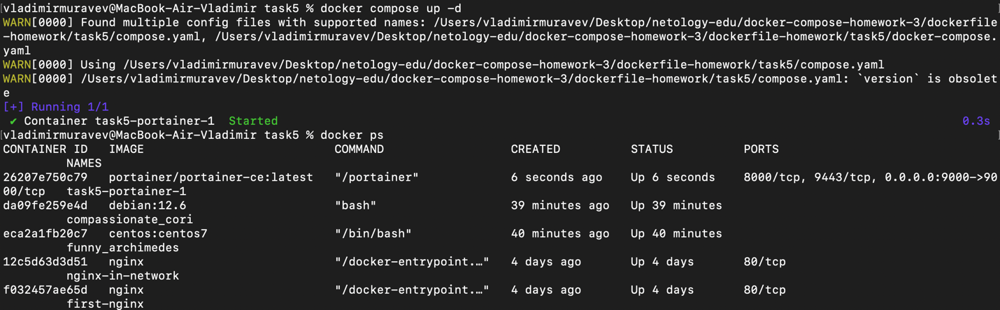 [vladimirmuravev@MacBook-Air-Vladimir task5 % docker compose up -d ]
WARN[0000] Found multiple config files with supported names: /Users/vladimirmuravev/Desktop/netology-edu/docker-compose-homework-3/dockerfile
-homework/task5/compose.yaml, /Users/vladimirmuravev/Desktop/netology-edu/docker-compose-homework-3/dockerfile-homework/task5/docker-compose.
yaml
WARN[0000] Using /Users/vladimirmuravev/Desktop/netology-edu/docker-compose-homework-3/dockerfile-homework/task5/compose.yaml
WARN[0000] /Users/vladimirmuravev/Desktop/netology-edu/docker-compose-homework-3/dockerfile-homework/task5/compose.yaml: `version` is obsolet
e
[+] Running 1/1
✔ Container task5-portainer-1  Started 0.3s
[vladimirmuravev@MacBook-Air-Vladimir task5 % docker ps ]
CONTAINER ID   IMAGE   COMMAND   CREATED   STATUS   PORTS
NAMES
26207e750c79   portainer/portainer-ce:latest   "/portainer"   6 seconds ago   Up 6 seconds   8000/tcp, 9443/tcp, 0.0.0.0:9000->90
00/tcp   task5-portainer-1
da09fe259e4d   debian:12.6   "bash"   39 minutes ago   Up 39 minutes
compassionate_cori
eca2a1fb20c7   centos:centos7   "/bin/bash"   40 minutes ago   Up 40 minutes
funny_archimedes
12c5d63d3d51   nginx   "/docker-entrypoint.…"   4 days ago   Up 4 days   80/tcp
nginx-in-network
f032457ae65d   nginx   "/docker-entrypoint.…"   4 days ago   Up 4 days   80/tcp
first-nginx